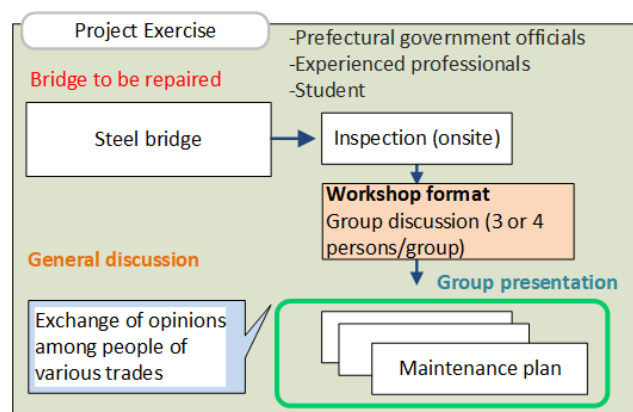 Project Exercise
-Prefectural government officials
-Experienced professionals
-Student
Bridge to be repaired
Steel bridge
Inspection (onsite)
Workshop format
Group discussion (3 or 4
persons/group)
General discussion
Group presentation
Exchange of opinions
among people of
various trades
Maintenance plan